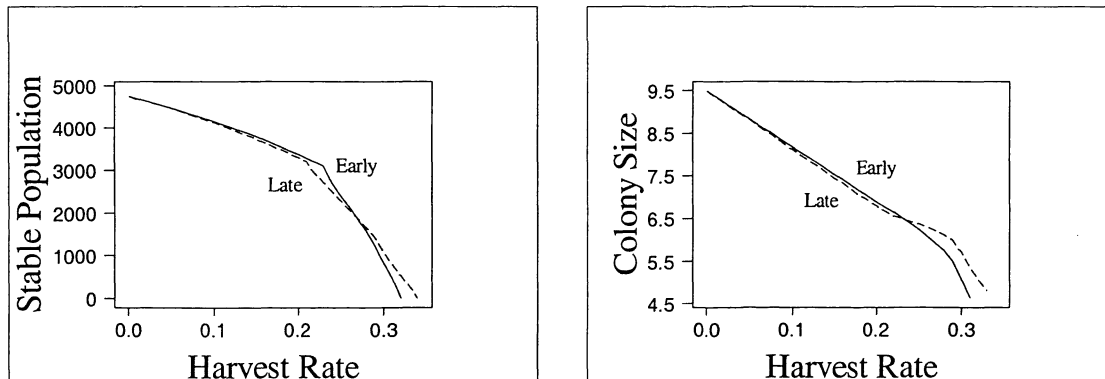 Stable Population
5000
4000
3000
2000
1000
0
Early
Late
0.0 0.1 0.2 0.3
Harvest Rate
Colony Size
9.5
8.5
7.5
6.5
5.5
4.5
Early
Late
0.0 0.1 0.2 0.3
Harvest Rate